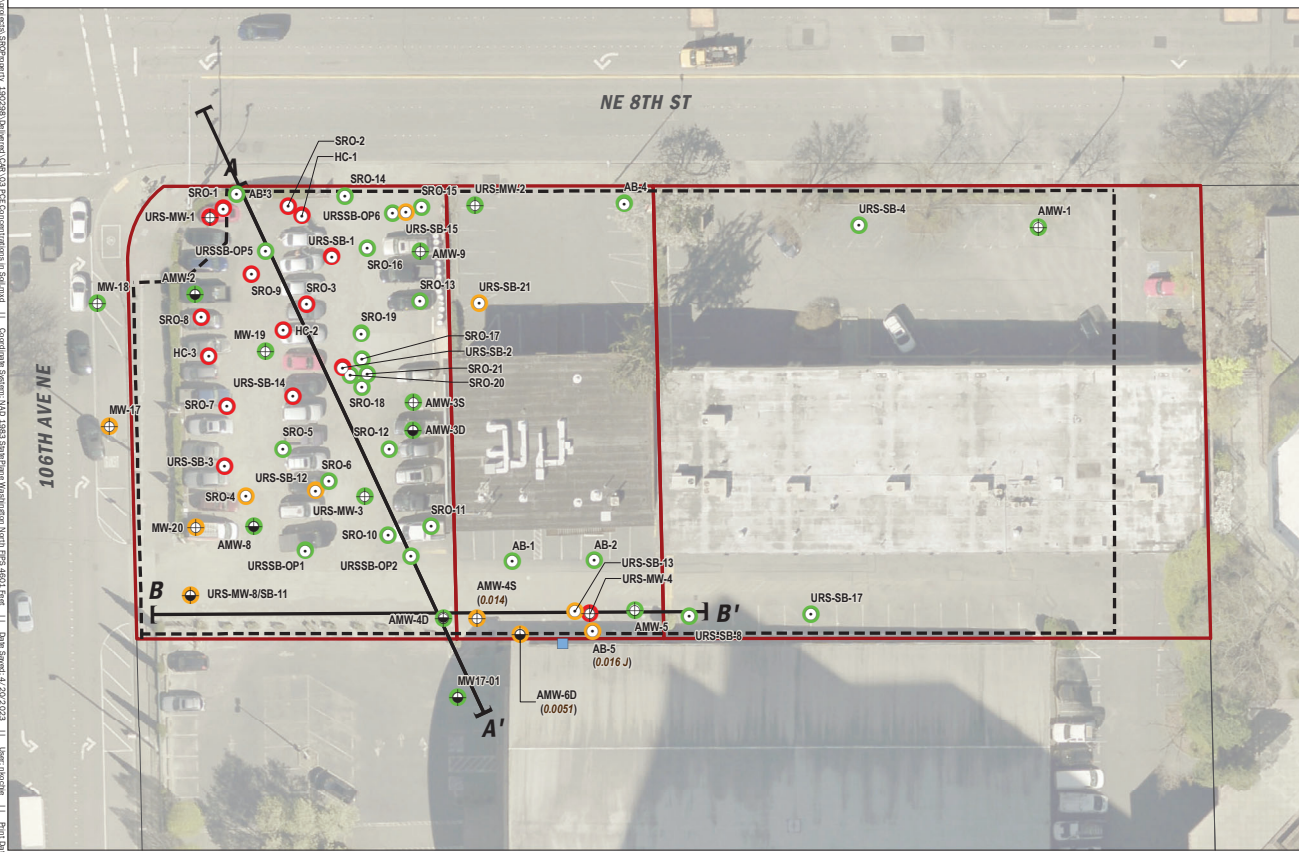 NE 8TH ST
106TH AVE NE
A
SRO-2
HC-1
SRO-1
AB-3
SRO-14
SRO-15
URS-MW-2
AB-4
URS-MW-1
URSSB-OP6
URS-SB-15
URS-SB-4
AMW-1
URS-SB-1
URSSB-OP5
SRO-16
AMW-9
AMW-2
SRO-9
SRO-3
SRO-13
URS-SB-21
MW-18
SRO-8
MW-19
HC-2
SRO-19
SRO-17
URS-SB-2
SRO-21
SRO-20
HC-3
URS-SB-14
SRO-18
AMW-3S
MW-17
SRO-7
AMW-3D
SRO-5
SRO-12
URS-SB-3
URS-SB-12
SRO-6
SRO-4
URS-MW-3
MW-20
AMW-8
SRO-10
SRO-11
URSSB-OP1
URSSB-OP2
AB-1
AB-2
URS-SB-13
URS-MW-4
B
URS-MW-8/SB-11
AMW-4S
(0.014)
B'
URS-SB-17
AMW-4D
AMW-5
URS-SB-8
AB-5
(0.016 J)
MW17-01
AMW-6D
(0.0051)
A'